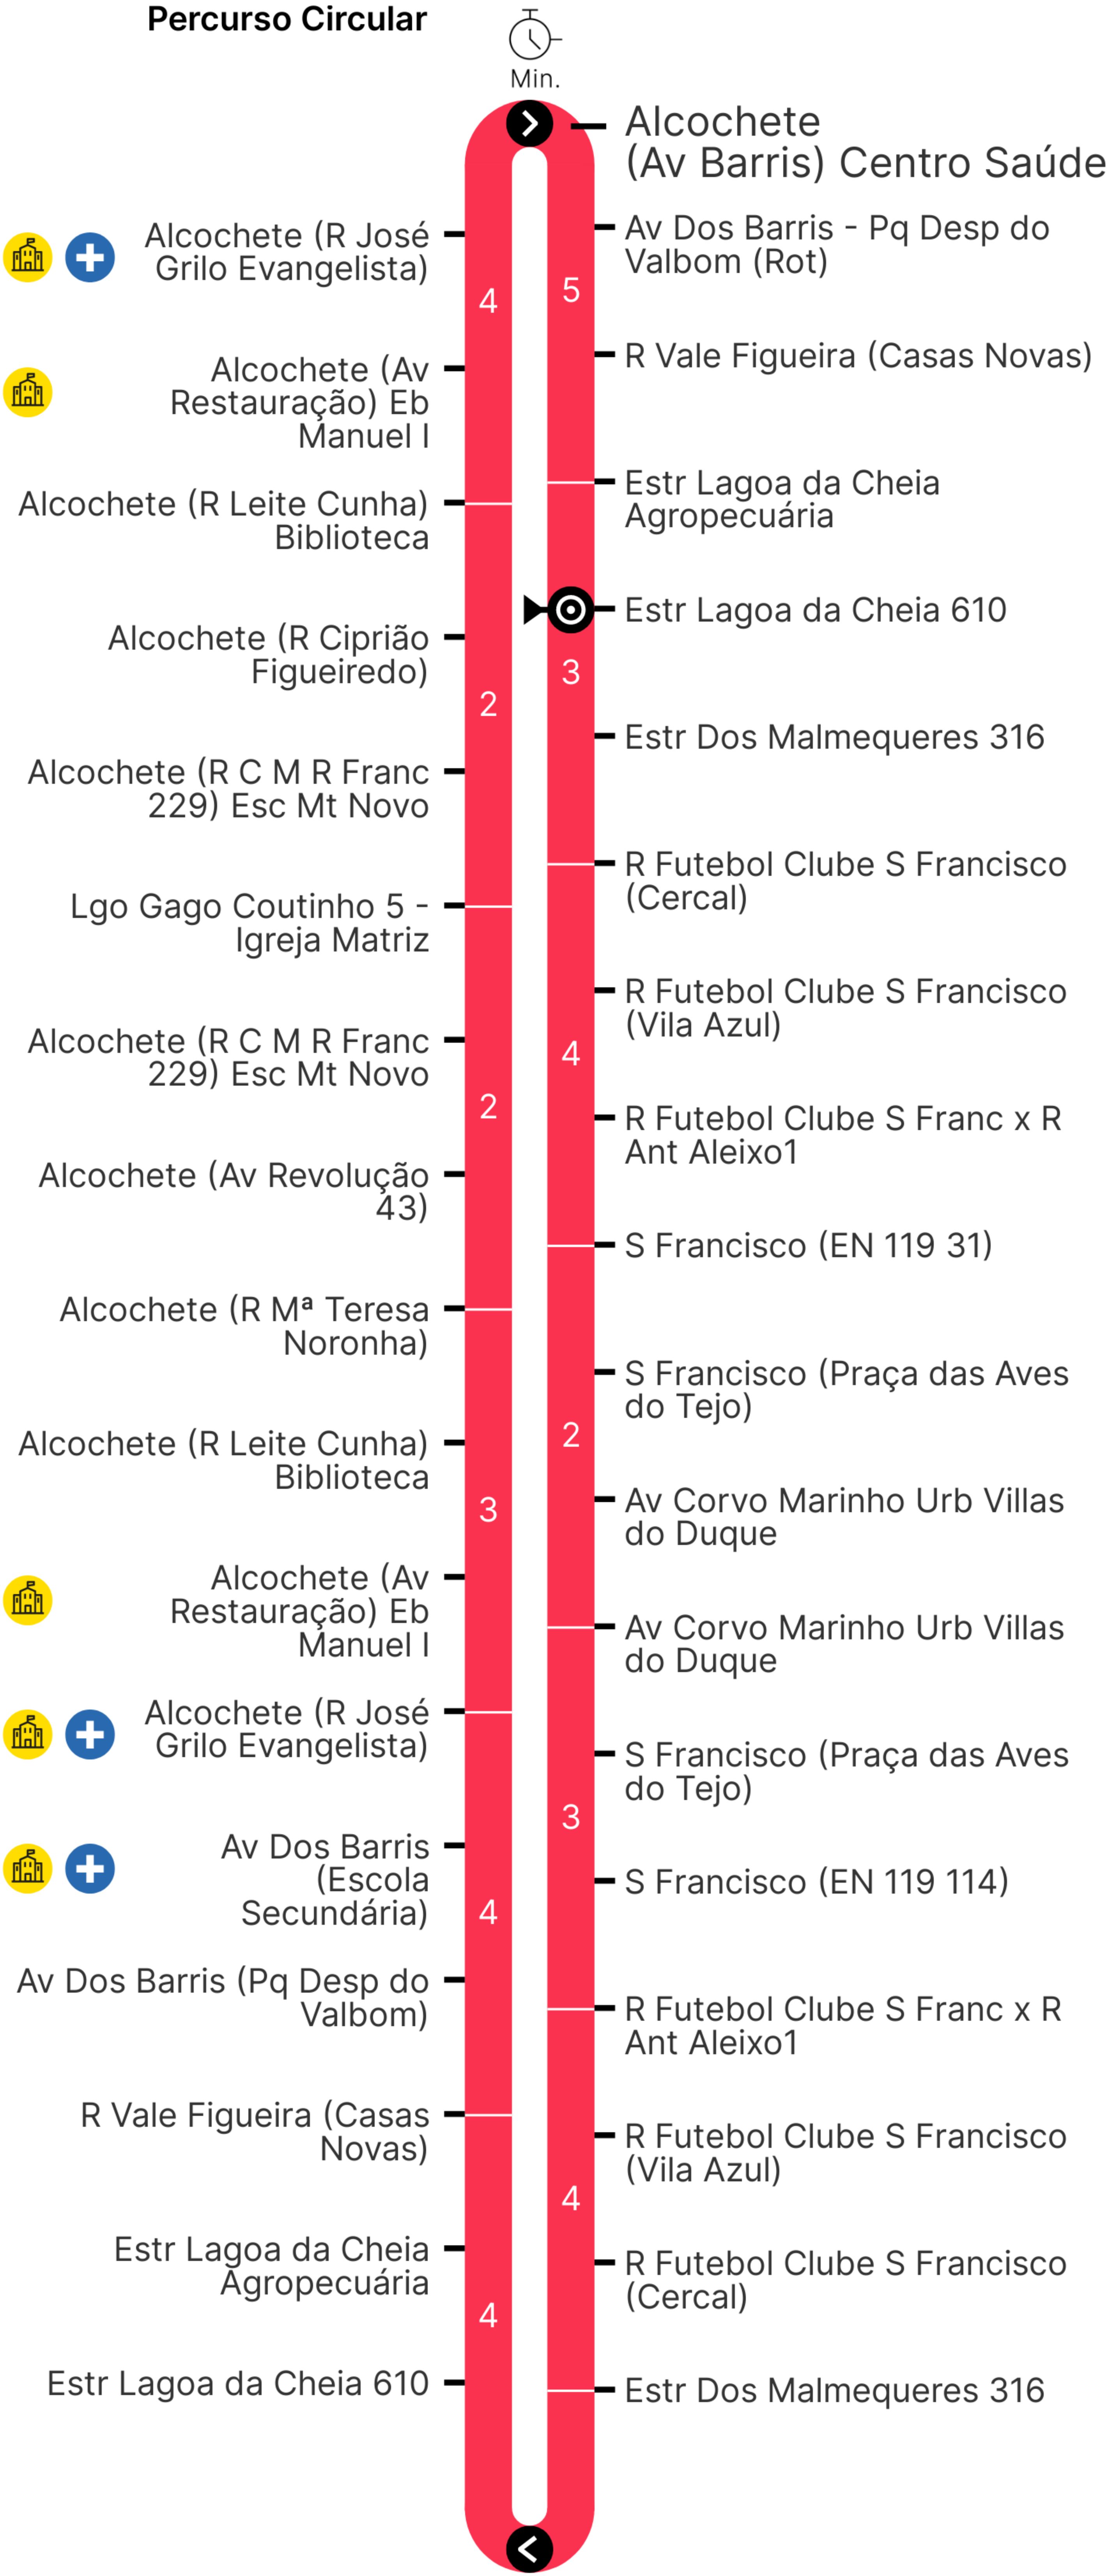 Percurso Circular
Min.
Alcochete
(Av Barris) Centro Saúde
Av Dos Barris - Pq Desp do
Valbom (Rot)
5
R Vale Figueira (Casas Novas)
Estr Lagoa da Cheia
Agropecuária
Estr Lagoa da Cheia 610
3
Estr Dos Malmequeres 316
R Futebol Clube S Francisco
(Cercal)
R Futebol Clube S Francisco
(Vila Azul)
4
R Futebol Clube S Franc x R
Ant Aleixo1
S Francisco (EN 119 31)
S Francisco (Praça das Aves
do Tejo)
2
Av Corvo Marinho Urb Villas
do Duque
Av Corvo Marinho Urb Villas
do Duque
S Francisco (Praça das Aves
do Tejo)
3
S Francisco (EN 119 114)
R Futebol Clube S Franc x R
Ant Aleixo1
R Futebol Clube S Francisco
(Vila Azul)
4
R Futebol Clube S Francisco
(Cercal)
Estr Dos Malmequeres 316
Alcochete (R José
Grilo Evangelista)
4
Alcochete (Av
Restauração) Eb
Manuel I
Alcochete (R Leite Cunha)
Biblioteca
Alcochete (R Ciprião
Figueiredo)
2
Alcochete (R C M R Franc
229) Esc Mt Novo
Lgo Gago Coutinho 5 -
Igreja Matriz
Alcochete (R C M R Franc
229) Esc Mt Novo
2
Alcochete (Av Revolução
43)
Alcochete (R Mª Teresa
Noronha)
Alcochete (R Leite Cunha)
Biblioteca
3
Alcochete (Av
Restauração) Eb
Manuel I
Alcochete (R José
Grilo Evangelista)
Av Dos Barris
(Escola
Secundária)
4
Av Dos Barris (Pq Desp do
Valbom)
R Vale Figueira (Casas
Novas)
Estr Lagoa da Cheia
Agropecuária
4
Estr Lagoa da Cheia 610